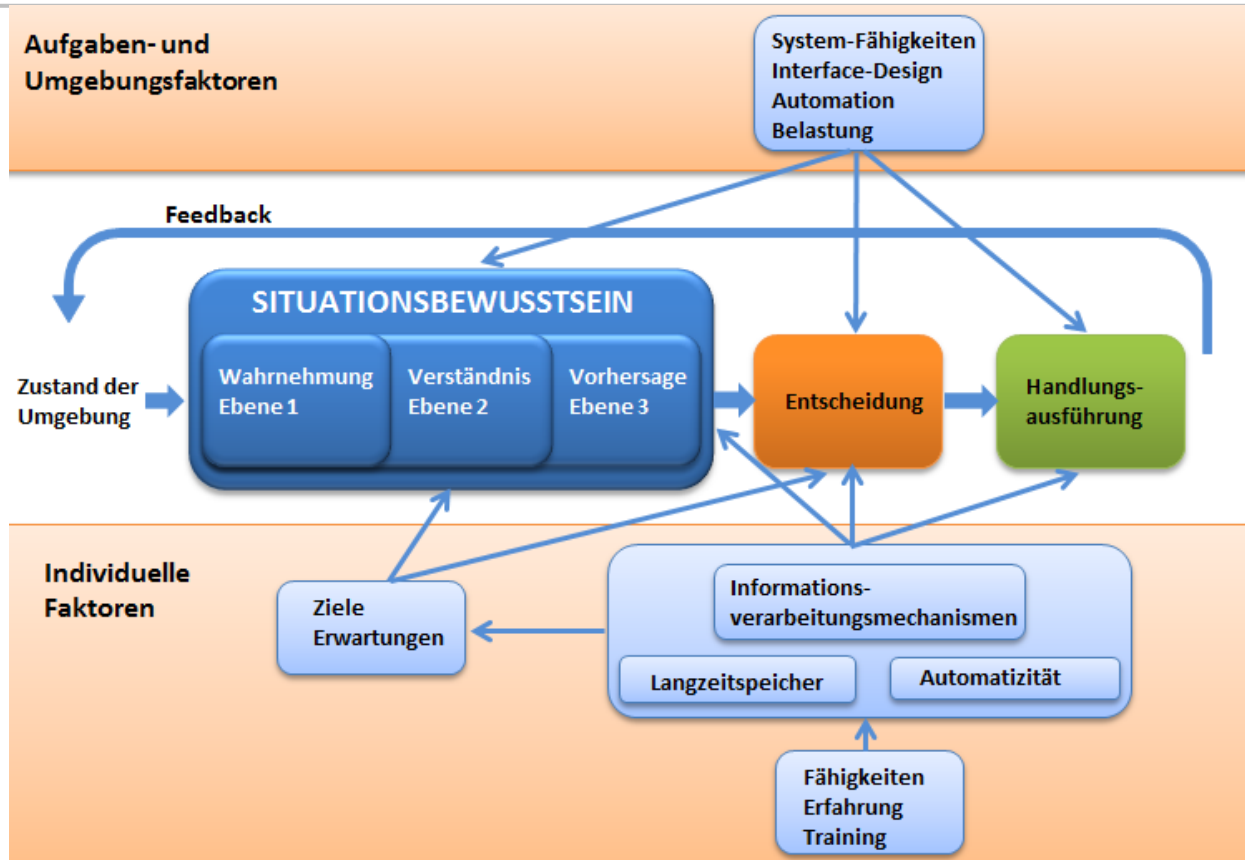 Aufgaben- und
Umgebungsfaktoren
System-Fähigkeiten
Interface-Design
Automation
Belastung
Feedback
SITUATIONSBEWUSSTSEIN
Zustand der
Umgebung
Wahrnehmung
Ebene 1
Verständnis
Ebene 2
Vorhersage
Ebene 3
Entscheidung
Handlungs-
ausführung
Individuelle
Faktoren
Ziele
Erwartungen
Informations-
verarbeitungsmechanismen
Langzeitspeicher
Automatizität
Fähigkeiten
Erfahrung
Training